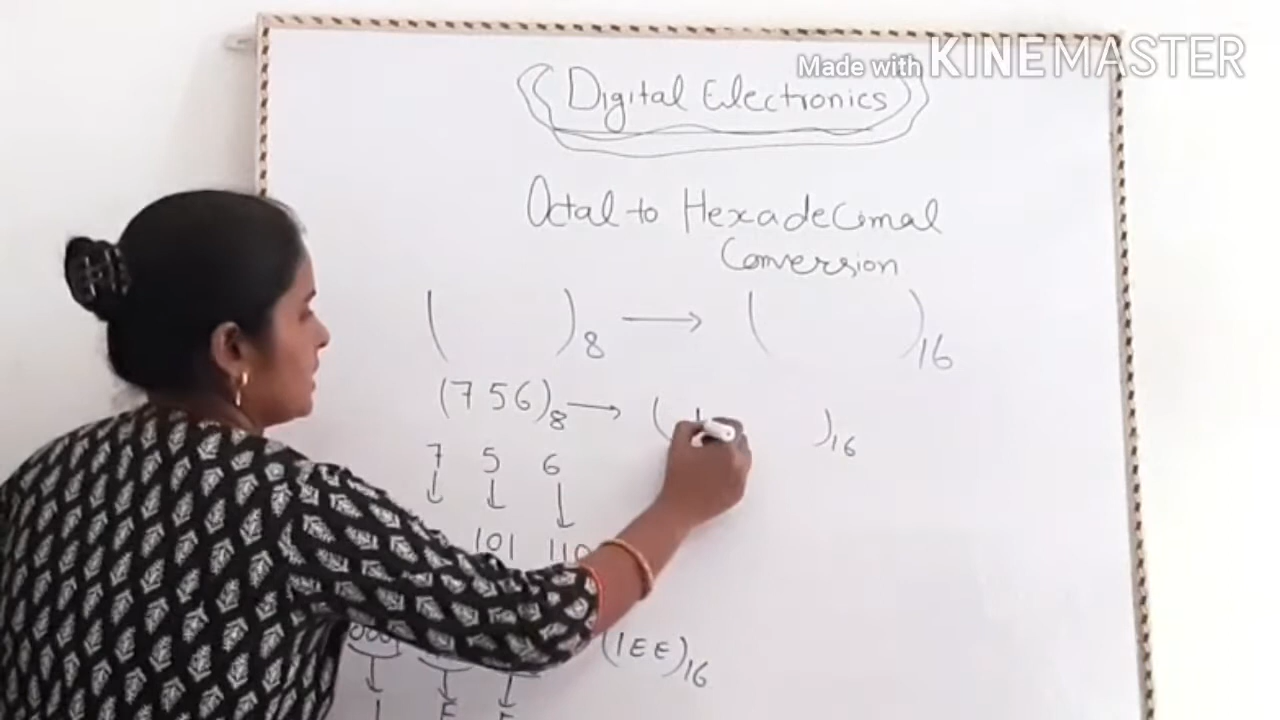 Made with KINEMASTER
Digital Electronics
Octal to Hexadecimal
Conversion
( )8 → ( )16
(756)8 → ( )16
7 5 6
↓ ↓ ↓
101 110
(1EE)16
↓ ↓ ↓